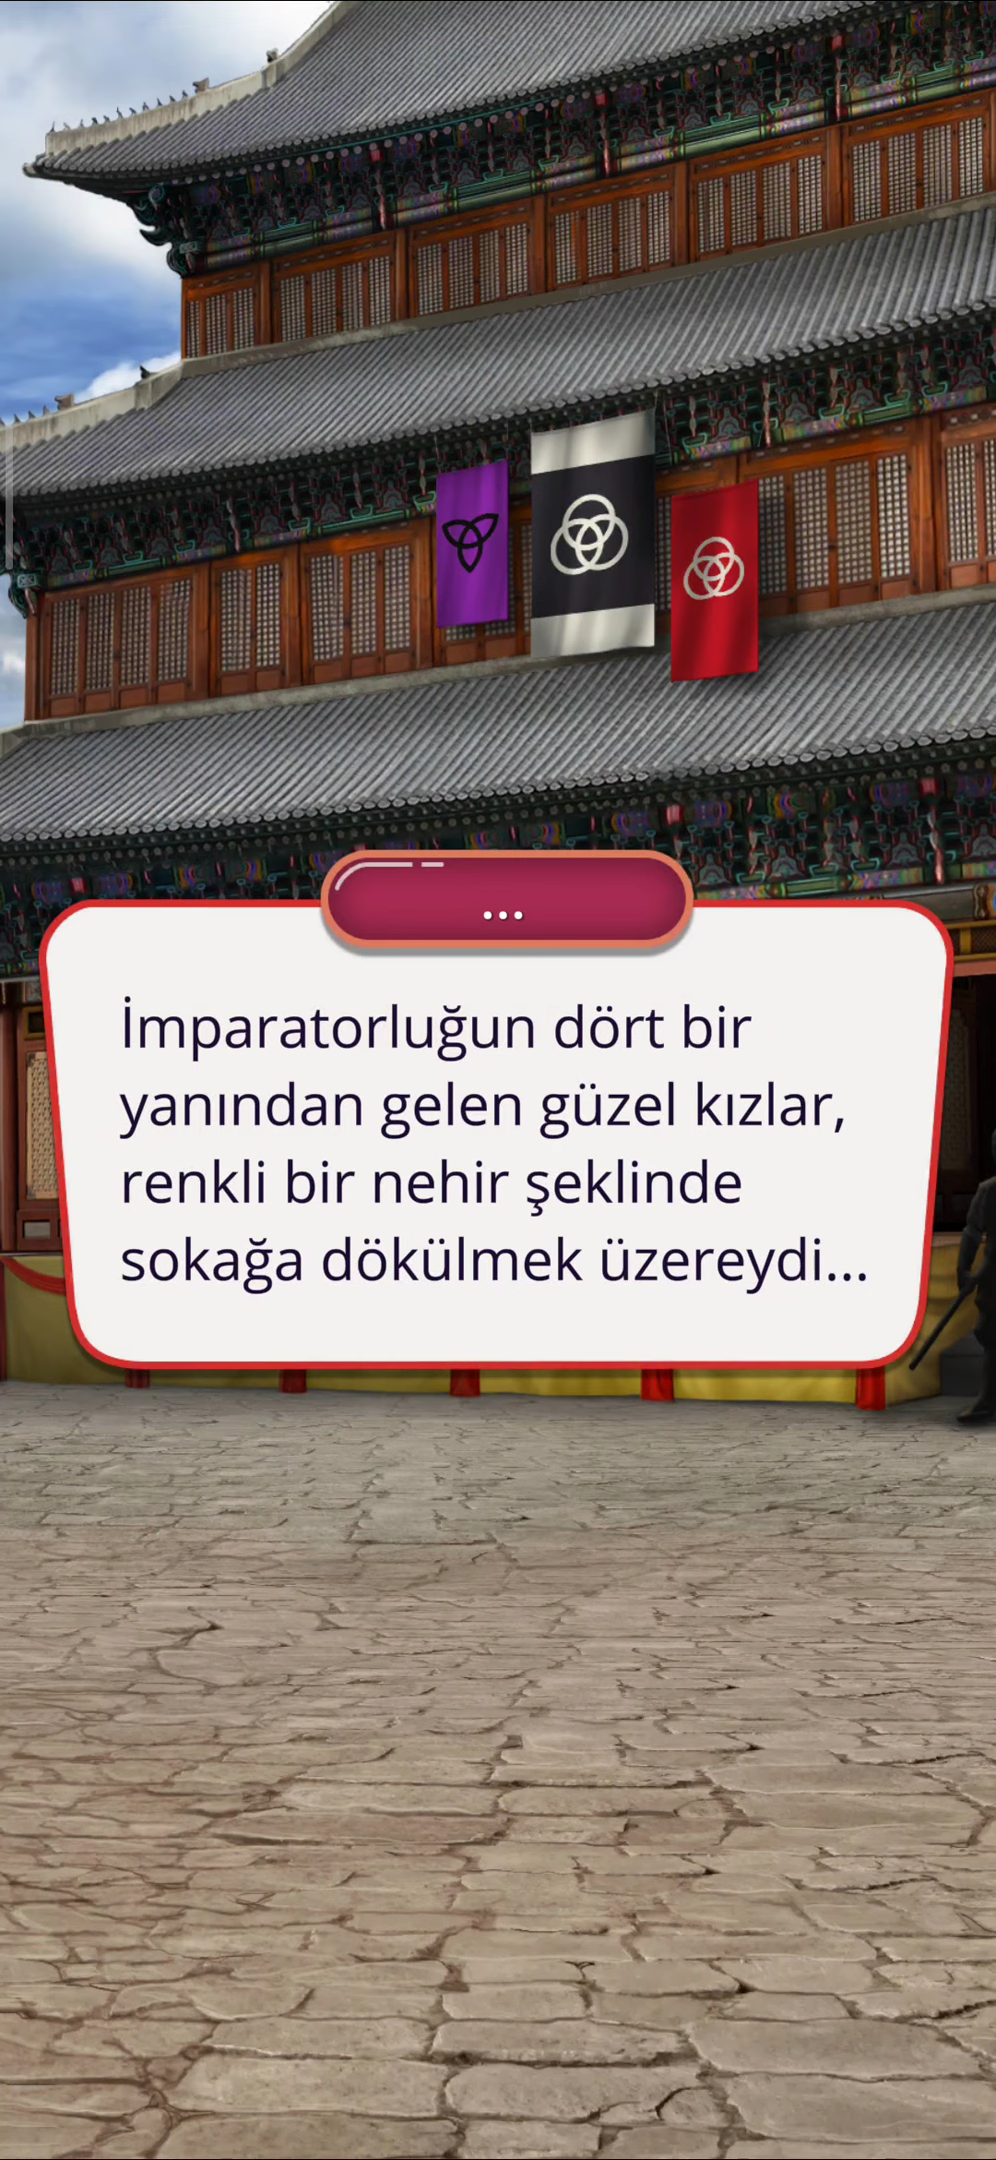 ...
İmparatorluğun dört bir
yanından gelen güzel kızlar,
renkli bir nehir şeklinde
sokağa dökülmek üzereydi...